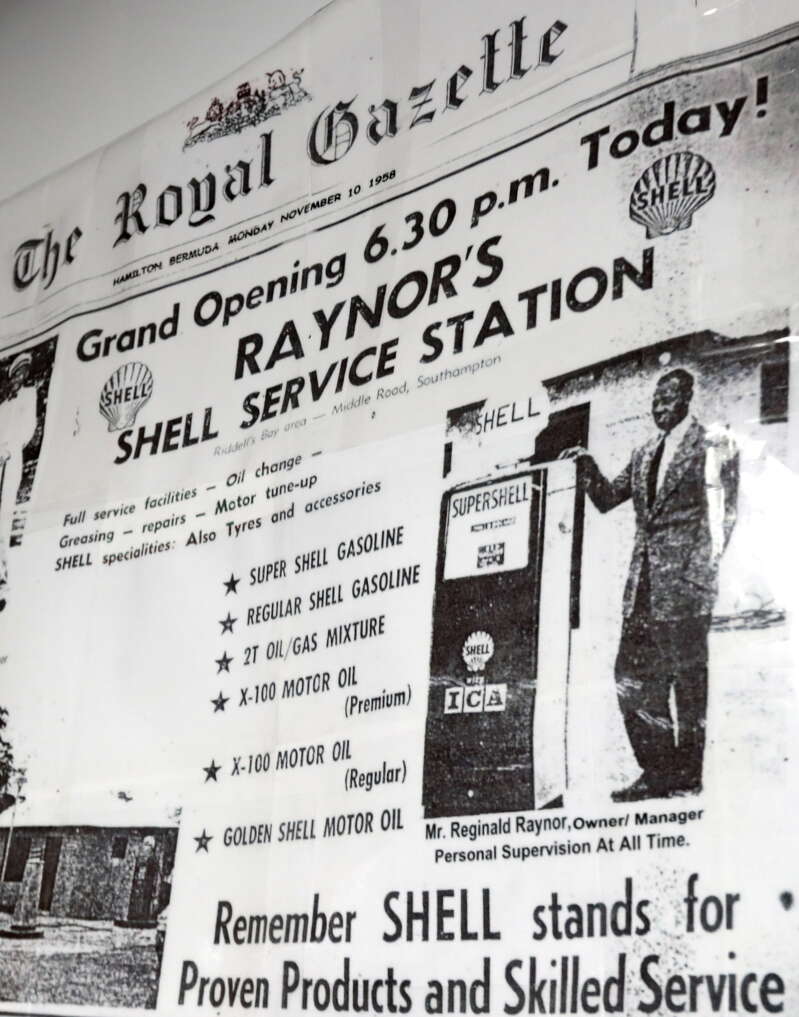 The Royal Gazette
HAMILTON, BERMUDA MONDAY NOVEMBER 10 1958
Grand Opening 6.30 p.m. Today!
SHELL
RAYNOR'S
SHELL
SHELL SERVICE STATION
Riddell's Bay area — Middle Road, Southampton
Full service facilities – Oil change –
Greasing – repairs – Motor tune-up
SHELL specialities: Also Tyres and accessories
★ SUPER SHELL GASOLINE
★ REGULAR SHELL GASOLINE
★ 2T OIL/GAS MIXTURE
★ X-100 MOTOR OIL
(Premium)
★ X-100 MOTOR OIL
(Regular)
★ GOLDEN SHELL MOTOR OIL
SHELL
SUPERSHELL
SHELL
ICA
Mr. Reginald Raynor, Owner/ Manager
Personal Supervision At All Time.
Remember SHELL stands for
Proven Products and Skilled Service